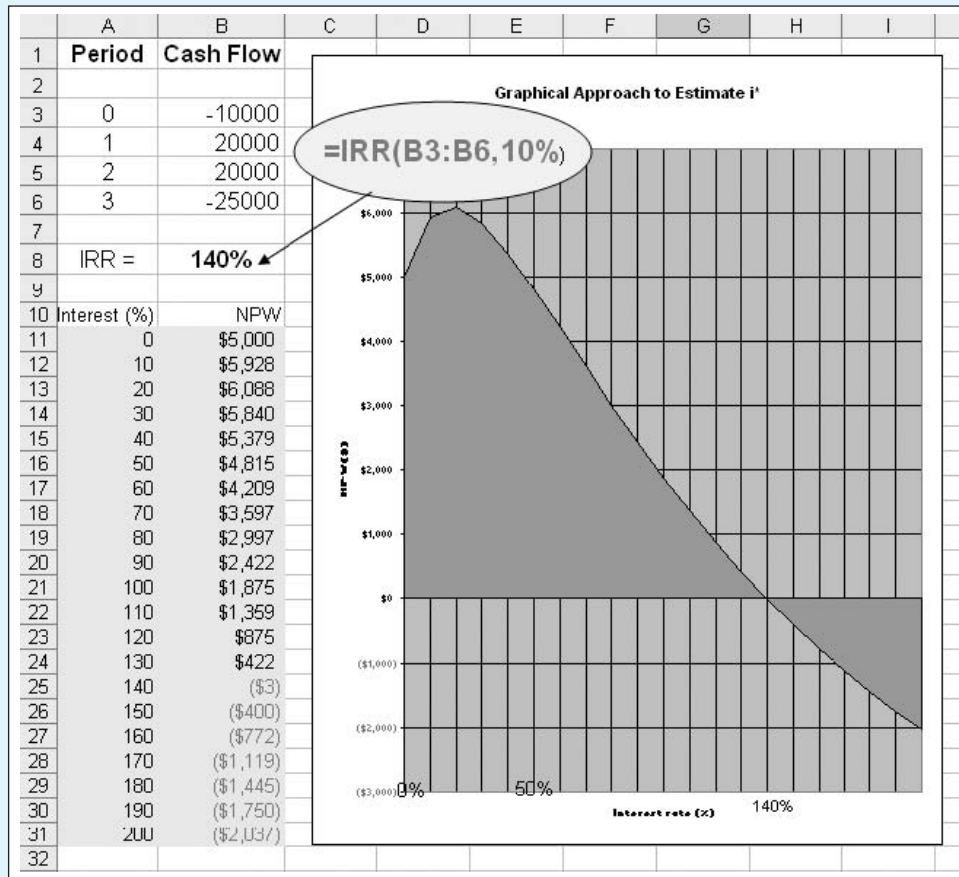 A B C D E F G H I
1 Period Cash Flow
2
3 0 -10000
4 1 20000
5 2 20000
6 3 -25000
7
8 IRR = 140%
9
10 Interest (%) NPW
11 0 $5,000
12 10 $5,928
13 20 $6,088
14 30 $5,840
15 40 $5,379
16 50 $4,815
17 60 $4,209
18 70 $3,597
19 80 $2,997
20 90 $2,422
21 100 $1,875
22 110 $1,359
23 120 $875
24 130 $422
25 140 ($3)
26 150 ($400)
27 160 ($772)
28 170 ($1,119)
29 180 ($1,445)
30 190 ($1,750)
31 200 ($2,037)
32
Graphical Approach to Estimate i*
=IRR(B3:B6,10%)
$6,000
$5,000
$4,000
$3,000
$2,000
$1,000
$0
($1,000)
($2,000)
($3,000)
NPW($)
0% 50% 140%
Interest rate (%)